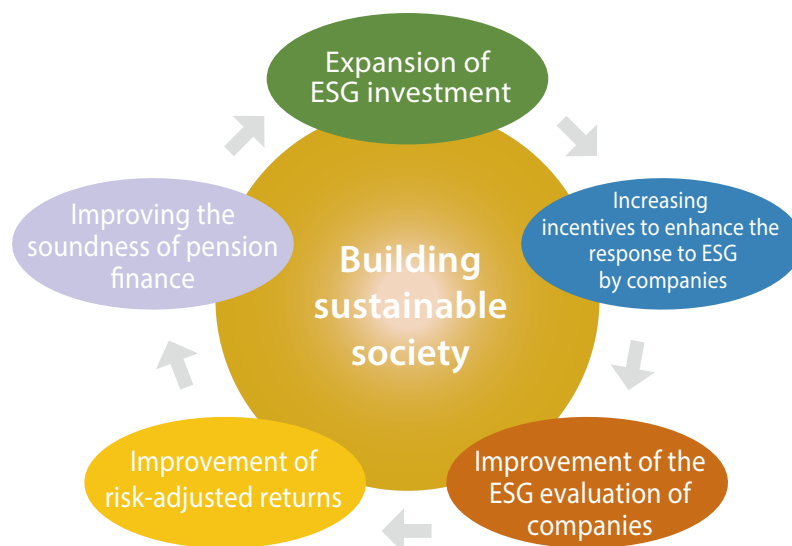 Expansion of
ESG investment
Increasing
incentives to enhance the
response to ESG
by companies
Improvement of the
ESG evaluation of
companies
Improvement of
risk-adjusted returns
Improving the
soundness of pension
finance
Building
sustainable
society